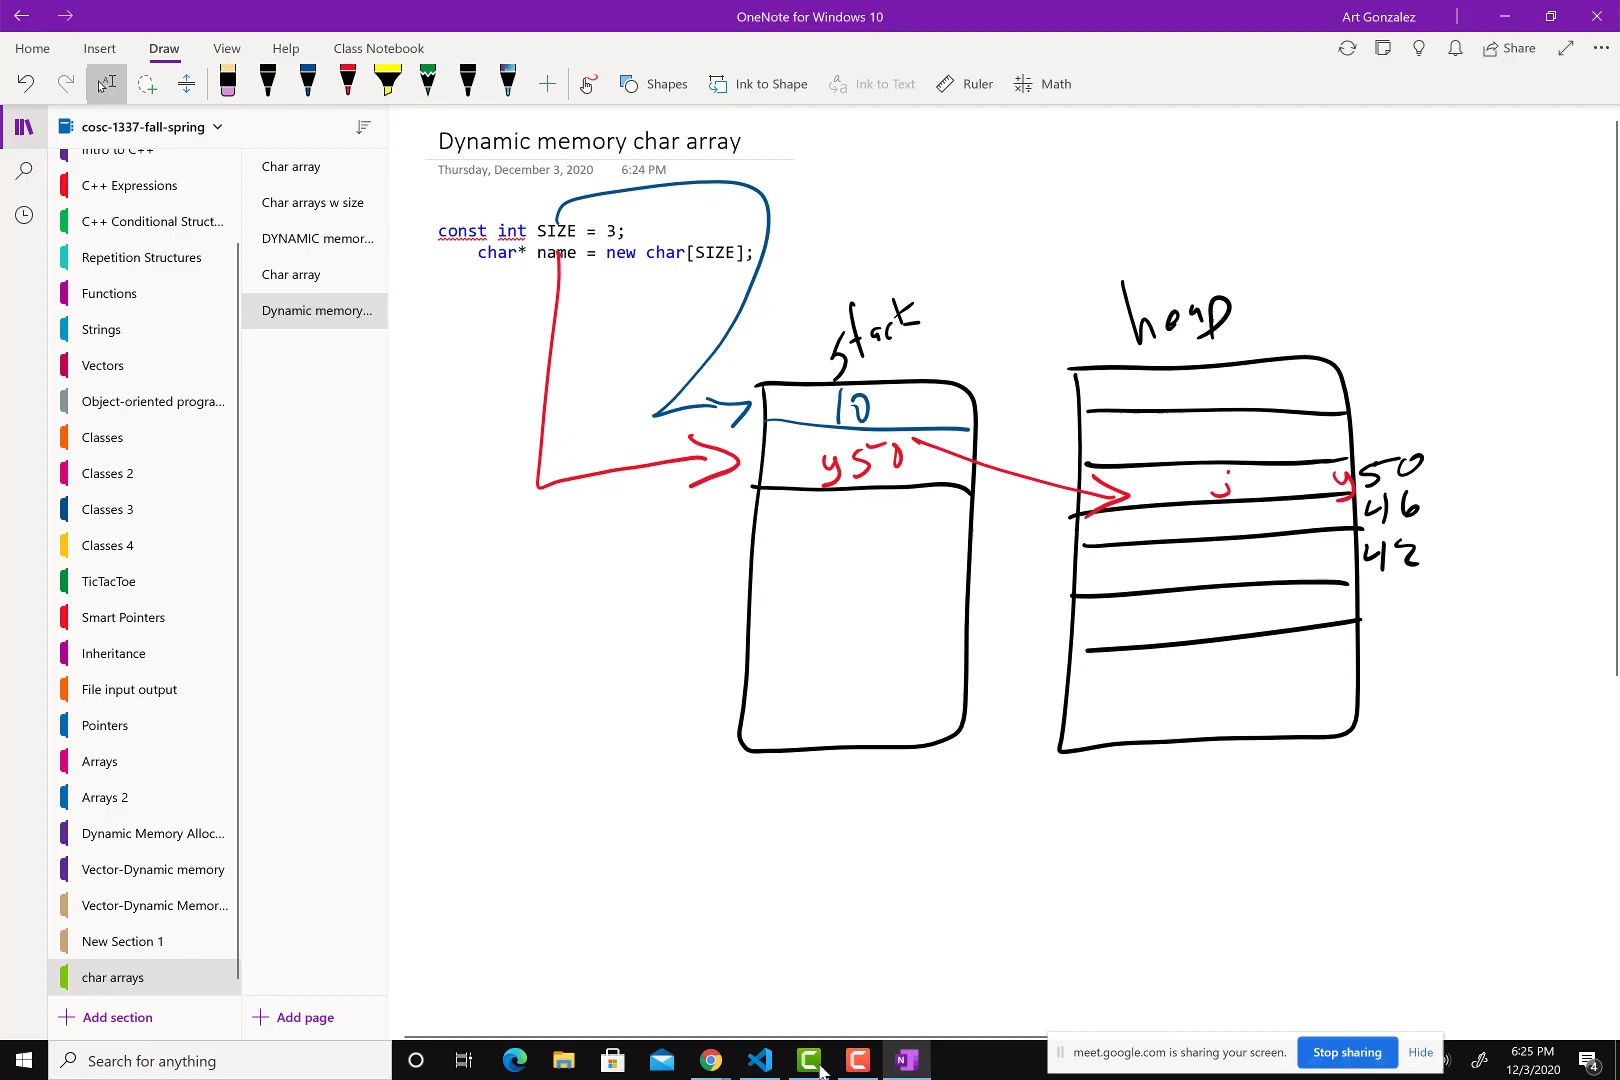 OneNote for Windows 10
Art Gonzalez
Home Insert Draw View Help Class Notebook
Share
Shapes Ink to Shape Ink to Text Ruler Math
cosc-1337-fall-spring
Intro to C++
C++ Expressions
C++ Conditional Struct...
Repetition Structures
Functions
Strings
Vectors
Object-oriented progra...
Classes
Classes 2
Classes 3
Classes 4
TicTacToe
Smart Pointers
Inheritance
File input output
Pointers
Arrays
Arrays 2
Dynamic Memory Alloc...
Vector-Dynamic memory
Vector-Dynamic Memor...
New Section 1
char arrays
Add section
Char array
Char arrays w size
DYNAMIC memor...
Char array
Dynamic memory...
Add page
Dynamic memory char array
Thursday, December 3, 2020 6:24 PM
const int SIZE = 3;
char* name = new char[SIZE];
stack
heap
10
y50
j y
50
46
42
Search for anything
meet.google.com is sharing your screen. Stop sharing Hide
6:25 PM
12/3/2020
4